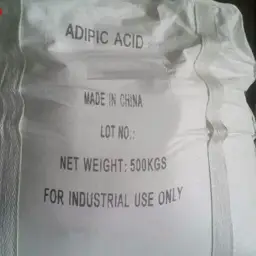 ADIPIC ACID
MADE IN CHINA
LOT NO.:
NET WEIGHT: 500KGS
FOR INDUSTRIAL USE ONLY